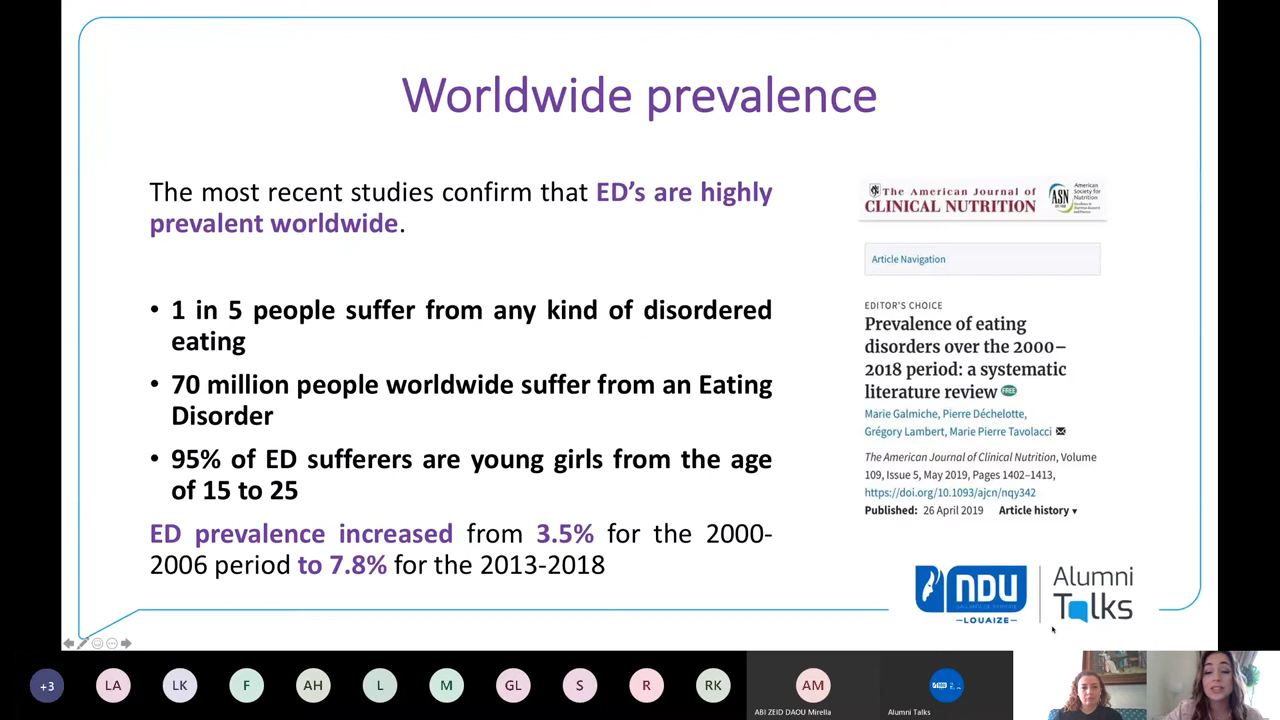 Worldwide prevalence
The most recent studies confirm that ED’s are highly
prevalent worldwide.
• 1 in 5 people suffer from any kind of disordered
eating
• 70 million people worldwide suffer from an Eating
Disorder
• 95% of ED sufferers are young girls from the age
of 15 to 25
ED prevalence increased from 3.5% for the 2000-
2006 period to 7.8% for the 2013-2018
The American Journal of
CLINICAL NUTRITION
ASN
American
Society for
Nutrition
Article Navigation
EDITOR'S CHOICE
Prevalence of eating
disorders over the 2000–
2018 period: a systematic
literature review FREE
Marie Galmiche, Pierre Déchelotte,
Grégory Lambert, Marie Pierre Tavolacci
The American Journal of Clinical Nutrition, Volume
109, Issue 5, May 2019, Pages 1402–1413,
https://doi.org/10.1093/ajcn/nqy342
Published: 26 April 2019 Article history
NDU
–LOUAIZE–
Alumni
Talks
+3
LA
LK
F
AH
L
M
GL
S
R
RK
AM
ABI ZEID DAOU Mirella
Alumni Talks